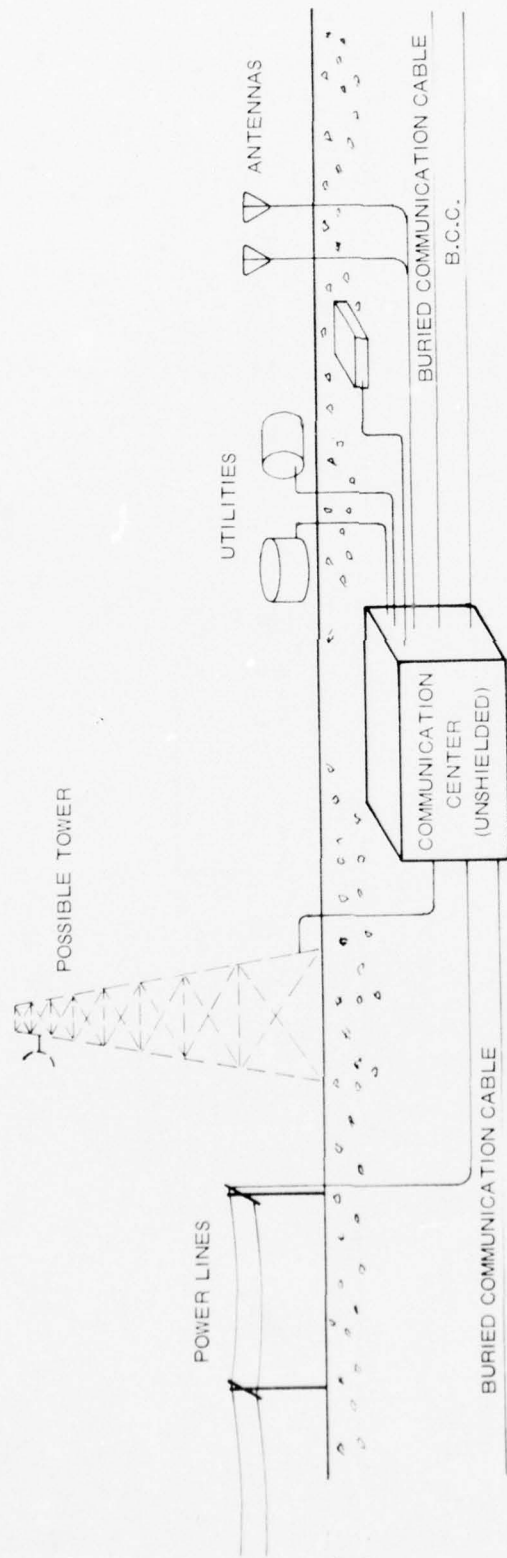 POSSIBLE TOWER
POWER LINES
UTILITIES
ANTENNAS
COMMUNICATION
CENTER
(UNSHIELDED)
BURIED COMMUNICATION CABLE
B.C.C.
BURIED COMMUNICATION CABLE